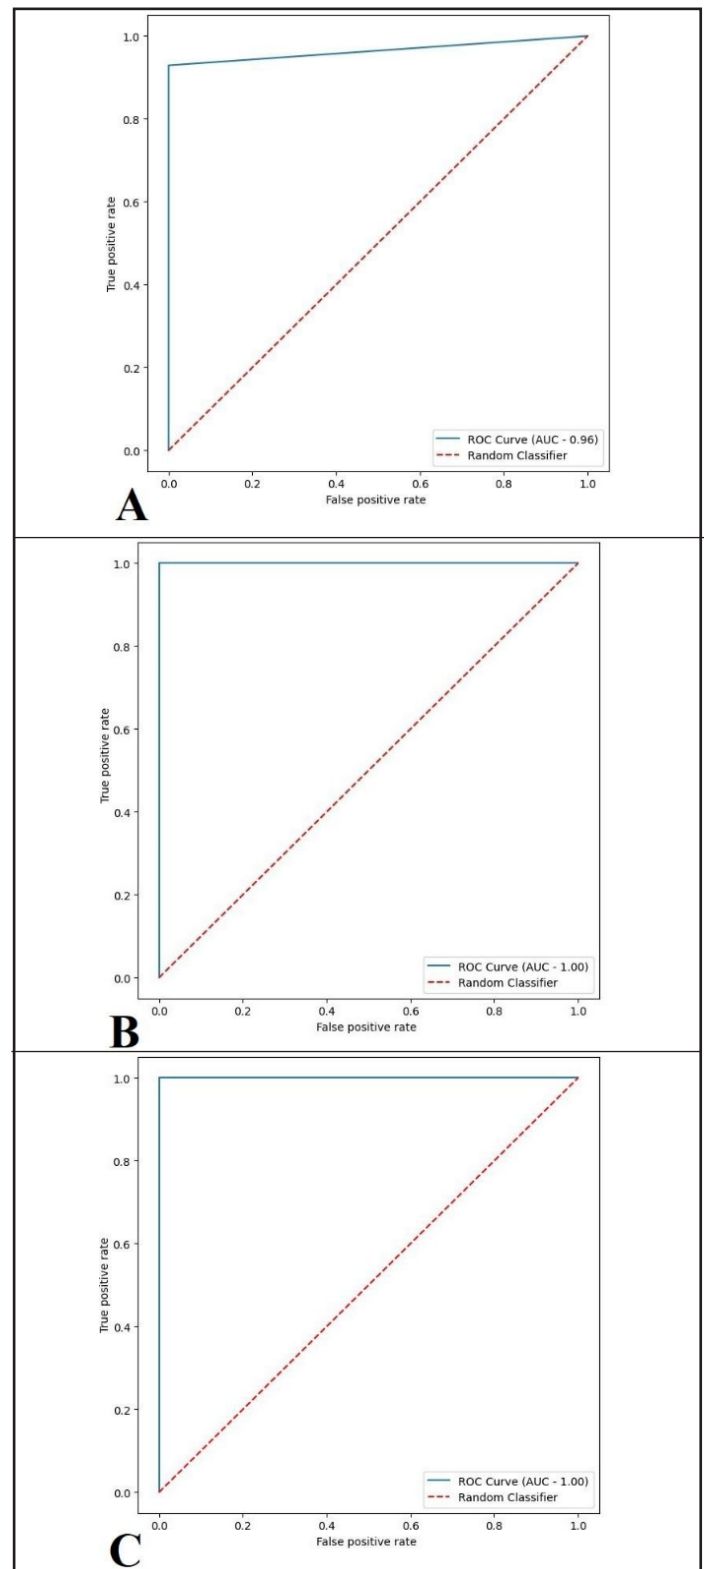 1.0
0.8
0.6
0.4
0.2
0.0
True positive rate
ROC Curve (AUC - 0.96)
Random Classifier
0.0 0.2 0.4 0.6 0.8 1.0
False positive rate
A
1.0
0.8
0.6
0.4
0.2
0.0
True positive rate
ROC Curve (AUC - 1.00)
Random Classifier
0.0 0.2 0.4 0.6 0.8 1.0
False positive rate
B
1.0
0.8
0.6
0.4
0.2
0.0
True positive rate
ROC Curve (AUC - 1.00)
Random Classifier
0.0 0.2 0.4 0.6 0.8 1.0
False positive rate
C